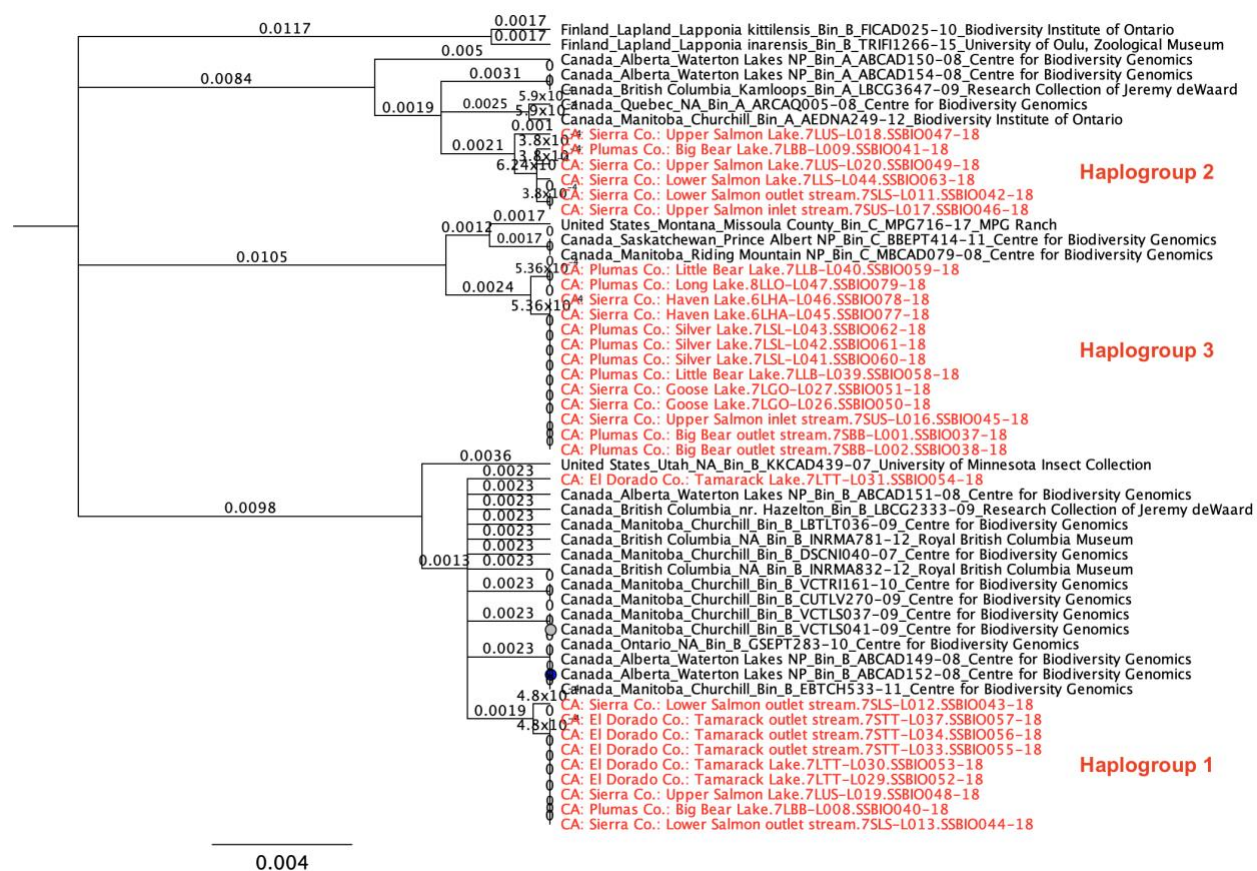 0.0117
0.0017
0.0017
Finland_Lapland_Lapponia kittilensis_Bin_B_FICAD025-10_Biodiversity Institute of Ontario
Finland_Lapland_Lapponia inarensis_Bin_B_TRIFI1266-15_University of Oulu, Zoological Museum
0.005
Canada_Alberta_Waterton Lakes NP_Bin_A_ABCAD150-08_Centre for Biodiversity Genomics
0.0084
0.0031
Canada_Alberta_Waterton Lakes NP_Bin_A_ABCAD154-08_Centre for Biodiversity Genomics
Canada_British Columbia_Kamloops_Bin_A_LBCG3647-09_Research Collection of Jeremy deWaard
0.0019
0.0025
5.9x10
Canada_Quebec_NA_Bin_A_ARCAQ005-08_Centre for Biodiversity Genomics
5.9x10
Canada_Manitoba_Churchill_Bin_A_AEDNA249-12_Biodiversity Institute of Ontario
0.001
CA: Sierra Co.: Upper Salmon Lake.7LUS-L018.SSBIO047-18
0.0021
3.8x10
CA: Plumas Co.: Big Bear Lake.7LBB-L009.SSBIO041-18
3.8x10
6.24x10
CA: Sierra Co.: Upper Salmon Lake.7LUS-L020.SSBIO049-18
Haplogroup 2
CA: Sierra Co.: Lower Salmon Lake.7LLS-L044.SSBIO063-18
3.8x10
CA: Sierra Co.: Lower Salmon outlet stream.7SLS-L011.SSBIO042-18
CA: Sierra Co.: Upper Salmon inlet stream.7SUS-L017.SSBIO046-18
0.0017
United States_Montana_Missoula County_Bin_C_MPG716-17_MPG Ranch
0.0012
0.0017
Canada_Saskatchewan_Prince Albert NP_Bin_C_BBEPT414-11_Centre for Biodiversity Genomics
Canada_Manitoba_Riding Mountain NP_Bin_C_MBCAD079-08_Centre for Biodiversity Genomics
0.0105
5.36x10
CA: Plumas Co.: Little Bear Lake.7LLB-L040.SSBIO059-18
0.0024
CA: Plumas Co.: Long Lake.8LLO-L047.SSBIO079-18
5.36x10
CA: Sierra Co.: Haven Lake.6LHA-L046.SSBIO078-18
CA: Sierra Co.: Haven Lake.6LHA-L045.SSBIO077-18
CA: Plumas Co.: Silver Lake.7LSL-L043.SSBIO062-18
CA: Plumas Co.: Silver Lake.7LSL-L042.SSBIO061-18
Haplogroup 3
CA: Plumas Co.: Silver Lake.7LSL-L041.SSBIO060-18
CA: Plumas Co.: Little Bear Lake.7LLB-L039.SSBIO058-18
CA: Sierra Co.: Goose Lake.7LGO-L027.SSBIO051-18
CA: Sierra Co.: Goose Lake.7LGO-L026.SSBIO050-18
CA: Sierra Co.: Upper Salmon inlet stream.7SUS-L016.SSBIO045-18
CA: Plumas Co.: Big Bear outlet stream.7SBB-L001.SSBIO037-18
CA: Plumas Co.: Big Bear outlet stream.7SBB-L002.SSBIO038-18
0.0036
United States_Utah_NA_Bin_B_KKCAD439-07_University of Minnesota Insect Collection
0.0023
CA: El Dorado Co.: Tamarack Lake.7LTT-L031.SSBIO054-18
0.0023
Canada_Alberta_Waterton Lakes NP_Bin_B_ABCAD151-08_Centre for Biodiversity Genomics
0.0098
0.0023
Canada_British Columbia_nr. Hazelton_Bin_B_LBCG2333-09_Research Collection of Jeremy deWaard
0.0023
Canada_Manitoba_Churchill_Bin_B_LBTLT036-09_Centre for Biodiversity Genomics
0.0023
Canada_British Columbia_NA_Bin_B_INRMA781-12_Royal British Columbia Museum
0.0023
Canada_Manitoba_Churchill_Bin_B_DSCNI040-07_Centre for Biodiversity Genomics
0.0013
0.0023
Canada_British Columbia_NA_Bin_B_INRMA832-12_Royal British Columbia Museum
0.0023
Canada_Manitoba_Churchill_Bin_B_VCTRI161-10_Centre for Biodiversity Genomics
Canada_Manitoba_Churchill_Bin_B_CUTLV270-09_Centre for Biodiversity Genomics
0.0023
Canada_Manitoba_Churchill_Bin_B_VCTLS037-09_Centre for Biodiversity Genomics
Canada_Manitoba_Churchill_Bin_B_VCTLS041-09_Centre for Biodiversity Genomics
Canada_Ontario_NA_Bin_B_GSEPT283-10_Centre for Biodiversity Genomics
0.0023
Canada_Alberta_Waterton Lakes NP_Bin_B_ABCAD149-08_Centre for Biodiversity Genomics
Canada_Alberta_Waterton Lakes NP_Bin_B_ABCAD152-08_Centre for Biodiversity Genomics
Canada_Manitoba_Churchill_Bin_B_EBTCH533-11_Centre for Biodiversity Genomics
4.8x10
CA: Sierra Co.: Lower Salmon outlet stream.7SLS-L012.SSBIO043-18
0.0019
CA: El Dorado Co.: Tamarack outlet stream.7STT-L037.SSBIO057-18
4.8x10
CA: El Dorado Co.: Tamarack outlet stream.7STT-L034.SSBIO056-18
CA: El Dorado Co.: Tamarack outlet stream.7STT-L033.SSBIO055-18
CA: El Dorado Co.: Tamarack Lake.7LTT-L030.SSBIO053-18
Haplogroup 1
CA: El Dorado Co.: Tamarack Lake.7LTT-L029.SSBIO052-18
CA: Sierra Co.: Upper Salmon Lake.7LUS-L019.SSBIO048-18
CA: Plumas Co.: Big Bear Lake.7LBB-L008.SSBIO040-18
CA: Sierra Co.: Lower Salmon outlet stream.7SLS-L013.SSBIO044-18
0.004